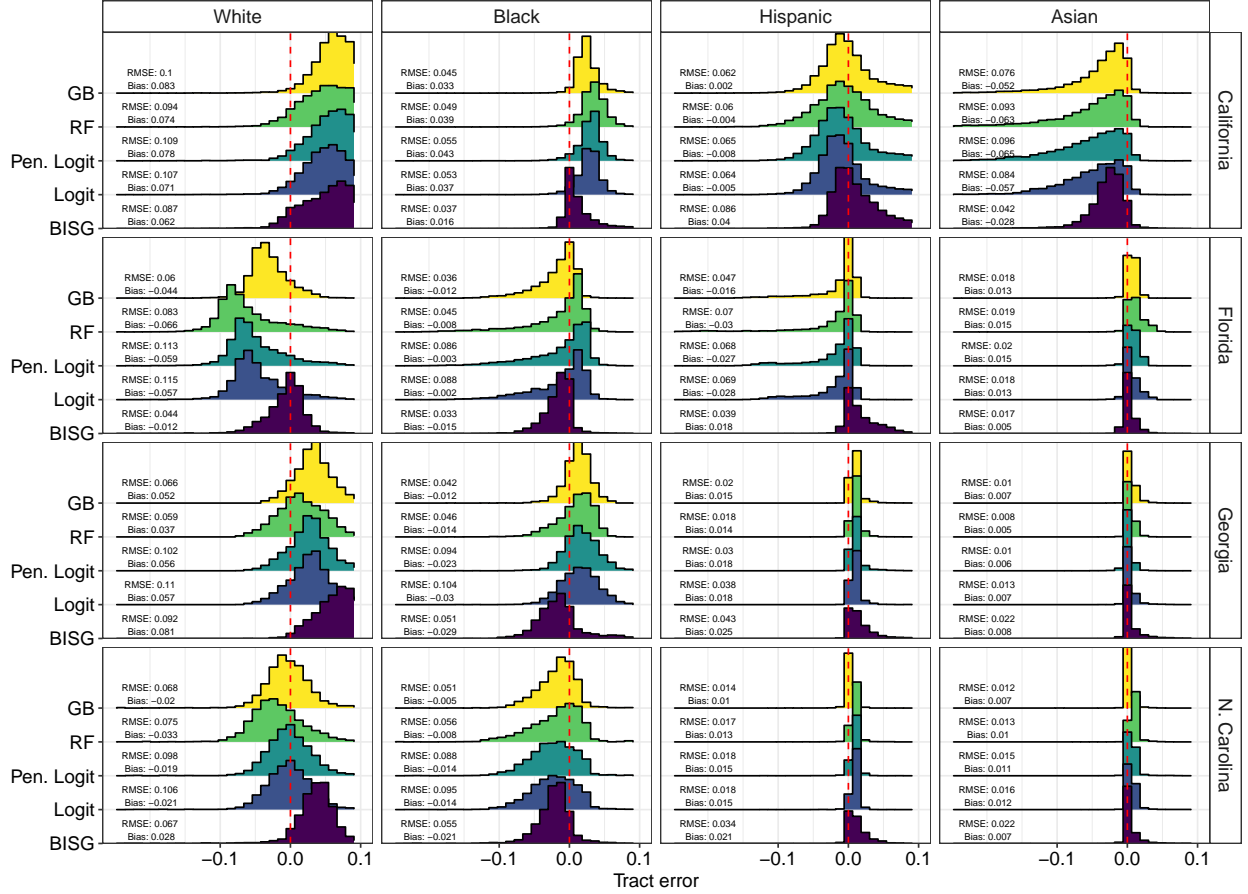 White Black Hispanic Asian
California
GB RMSE: 0.1 RMSE: 0.045 RMSE: 0.062 RMSE: 0.076
Bias: 0.083 Bias: 0.033 Bias: 0.002 Bias: −0.052
RF RMSE: 0.094 RMSE: 0.049 RMSE: 0.06 RMSE: 0.093
Bias: 0.074 Bias: 0.039 Bias: −0.004 Bias: −0.063
Pen. Logit RMSE: 0.109 RMSE: 0.055 RMSE: 0.065 RMSE: 0.096
Bias: 0.078 Bias: 0.043 Bias: −0.008 Bias: −0.065
Logit RMSE: 0.107 RMSE: 0.053 RMSE: 0.064 RMSE: 0.084
Bias: 0.071 Bias: 0.037 Bias: −0.005 Bias: −0.057
BISG RMSE: 0.087 RMSE: 0.037 RMSE: 0.086 RMSE: 0.042
Bias: 0.062 Bias: 0.016 Bias: 0.04 Bias: −0.028
Florida
GB RMSE: 0.06 RMSE: 0.036 RMSE: 0.047 RMSE: 0.018
Bias: −0.044 Bias: −0.012 Bias: −0.016 Bias: 0.013
RF RMSE: 0.083 RMSE: 0.045 RMSE: 0.07 RMSE: 0.019
Bias: −0.066 Bias: −0.008 Bias: −0.03 Bias: 0.015
Pen. Logit RMSE: 0.113 RMSE: 0.086 RMSE: 0.068 RMSE: 0.02
Bias: −0.059 Bias: −0.003 Bias: −0.027 Bias: 0.015
Logit RMSE: 0.115 RMSE: 0.088 RMSE: 0.069 RMSE: 0.018
Bias: −0.057 Bias: −0.002 Bias: −0.028 Bias: 0.013
BISG RMSE: 0.044 RMSE: 0.033 RMSE: 0.039 RMSE: 0.017
Bias: −0.012 Bias: −0.015 Bias: 0.018 Bias: 0.005
Georgia
GB RMSE: 0.066 RMSE: 0.042 RMSE: 0.02 RMSE: 0.01
Bias: 0.052 Bias: −0.012 Bias: 0.015 Bias: 0.007
RF RMSE: 0.059 RMSE: 0.046 RMSE: 0.018 RMSE: 0.008
Bias: 0.037 Bias: −0.014 Bias: 0.014 Bias: 0.005
Pen. Logit RMSE: 0.102 RMSE: 0.094 RMSE: 0.03 RMSE: 0.01
Bias: 0.056 Bias: −0.023 Bias: 0.018 Bias: 0.006
Logit RMSE: 0.11 RMSE: 0.104 RMSE: 0.038 RMSE: 0.013
Bias: 0.057 Bias: −0.03 Bias: 0.018 Bias: 0.007
BISG RMSE: 0.092 RMSE: 0.051 RMSE: 0.043 RMSE: 0.022
Bias: 0.081 Bias: −0.029 Bias: 0.025 Bias: 0.008
N. Carolina
GB RMSE: 0.068 RMSE: 0.051 RMSE: 0.014 RMSE: 0.012
Bias: −0.02 Bias: −0.005 Bias: 0.01 Bias: 0.007
RF RMSE: 0.075 RMSE: 0.056 RMSE: 0.017 RMSE: 0.013
Bias: −0.033 Bias: −0.008 Bias: 0.013 Bias: 0.01
Pen. Logit RMSE: 0.098 RMSE: 0.088 RMSE: 0.018 RMSE: 0.015
Bias: −0.019 Bias: −0.014 Bias: 0.015 Bias: 0.011
Logit RMSE: 0.106 RMSE: 0.095 RMSE: 0.018 RMSE: 0.016
Bias: −0.021 Bias: −0.014 Bias: 0.015 Bias: 0.012
BISG RMSE: 0.067 RMSE: 0.055 RMSE: 0.034 RMSE: 0.022
Bias: 0.028 Bias: −0.021 Bias: 0.021 Bias: 0.007
−0.1 0.0 0.1 −0.1 0.0 0.1 −0.1 0.0 0.1 −0.1 0.0 0.1
Tract error